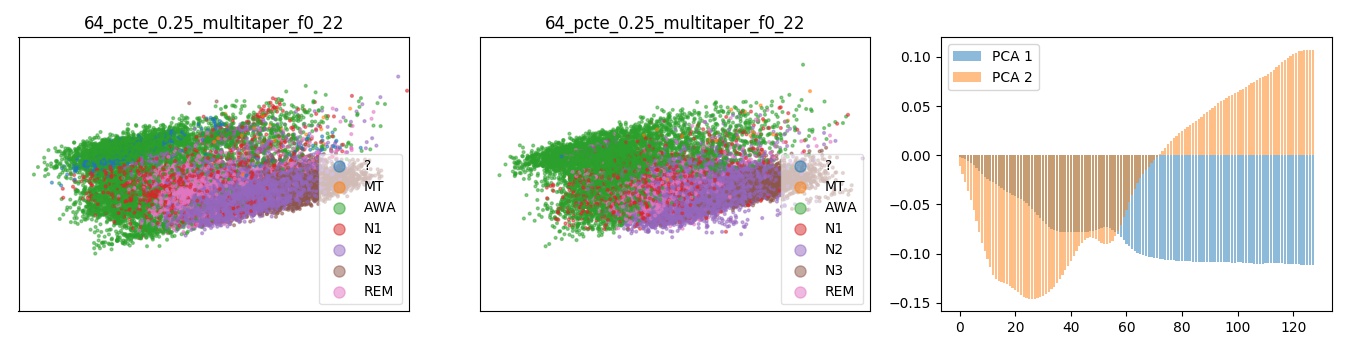 64_pcte_0.25_multitaper_f0_22
?
MT
AWA
N1
N2
N3
REM
64_pcte_0.25_multitaper_f0_22
?
MT
AWA
N1
N2
N3
REM
PCA 1
PCA 2
0.10
0.05
0.00
−0.05
−0.10
−0.15
0 20 40 60 80 100 120